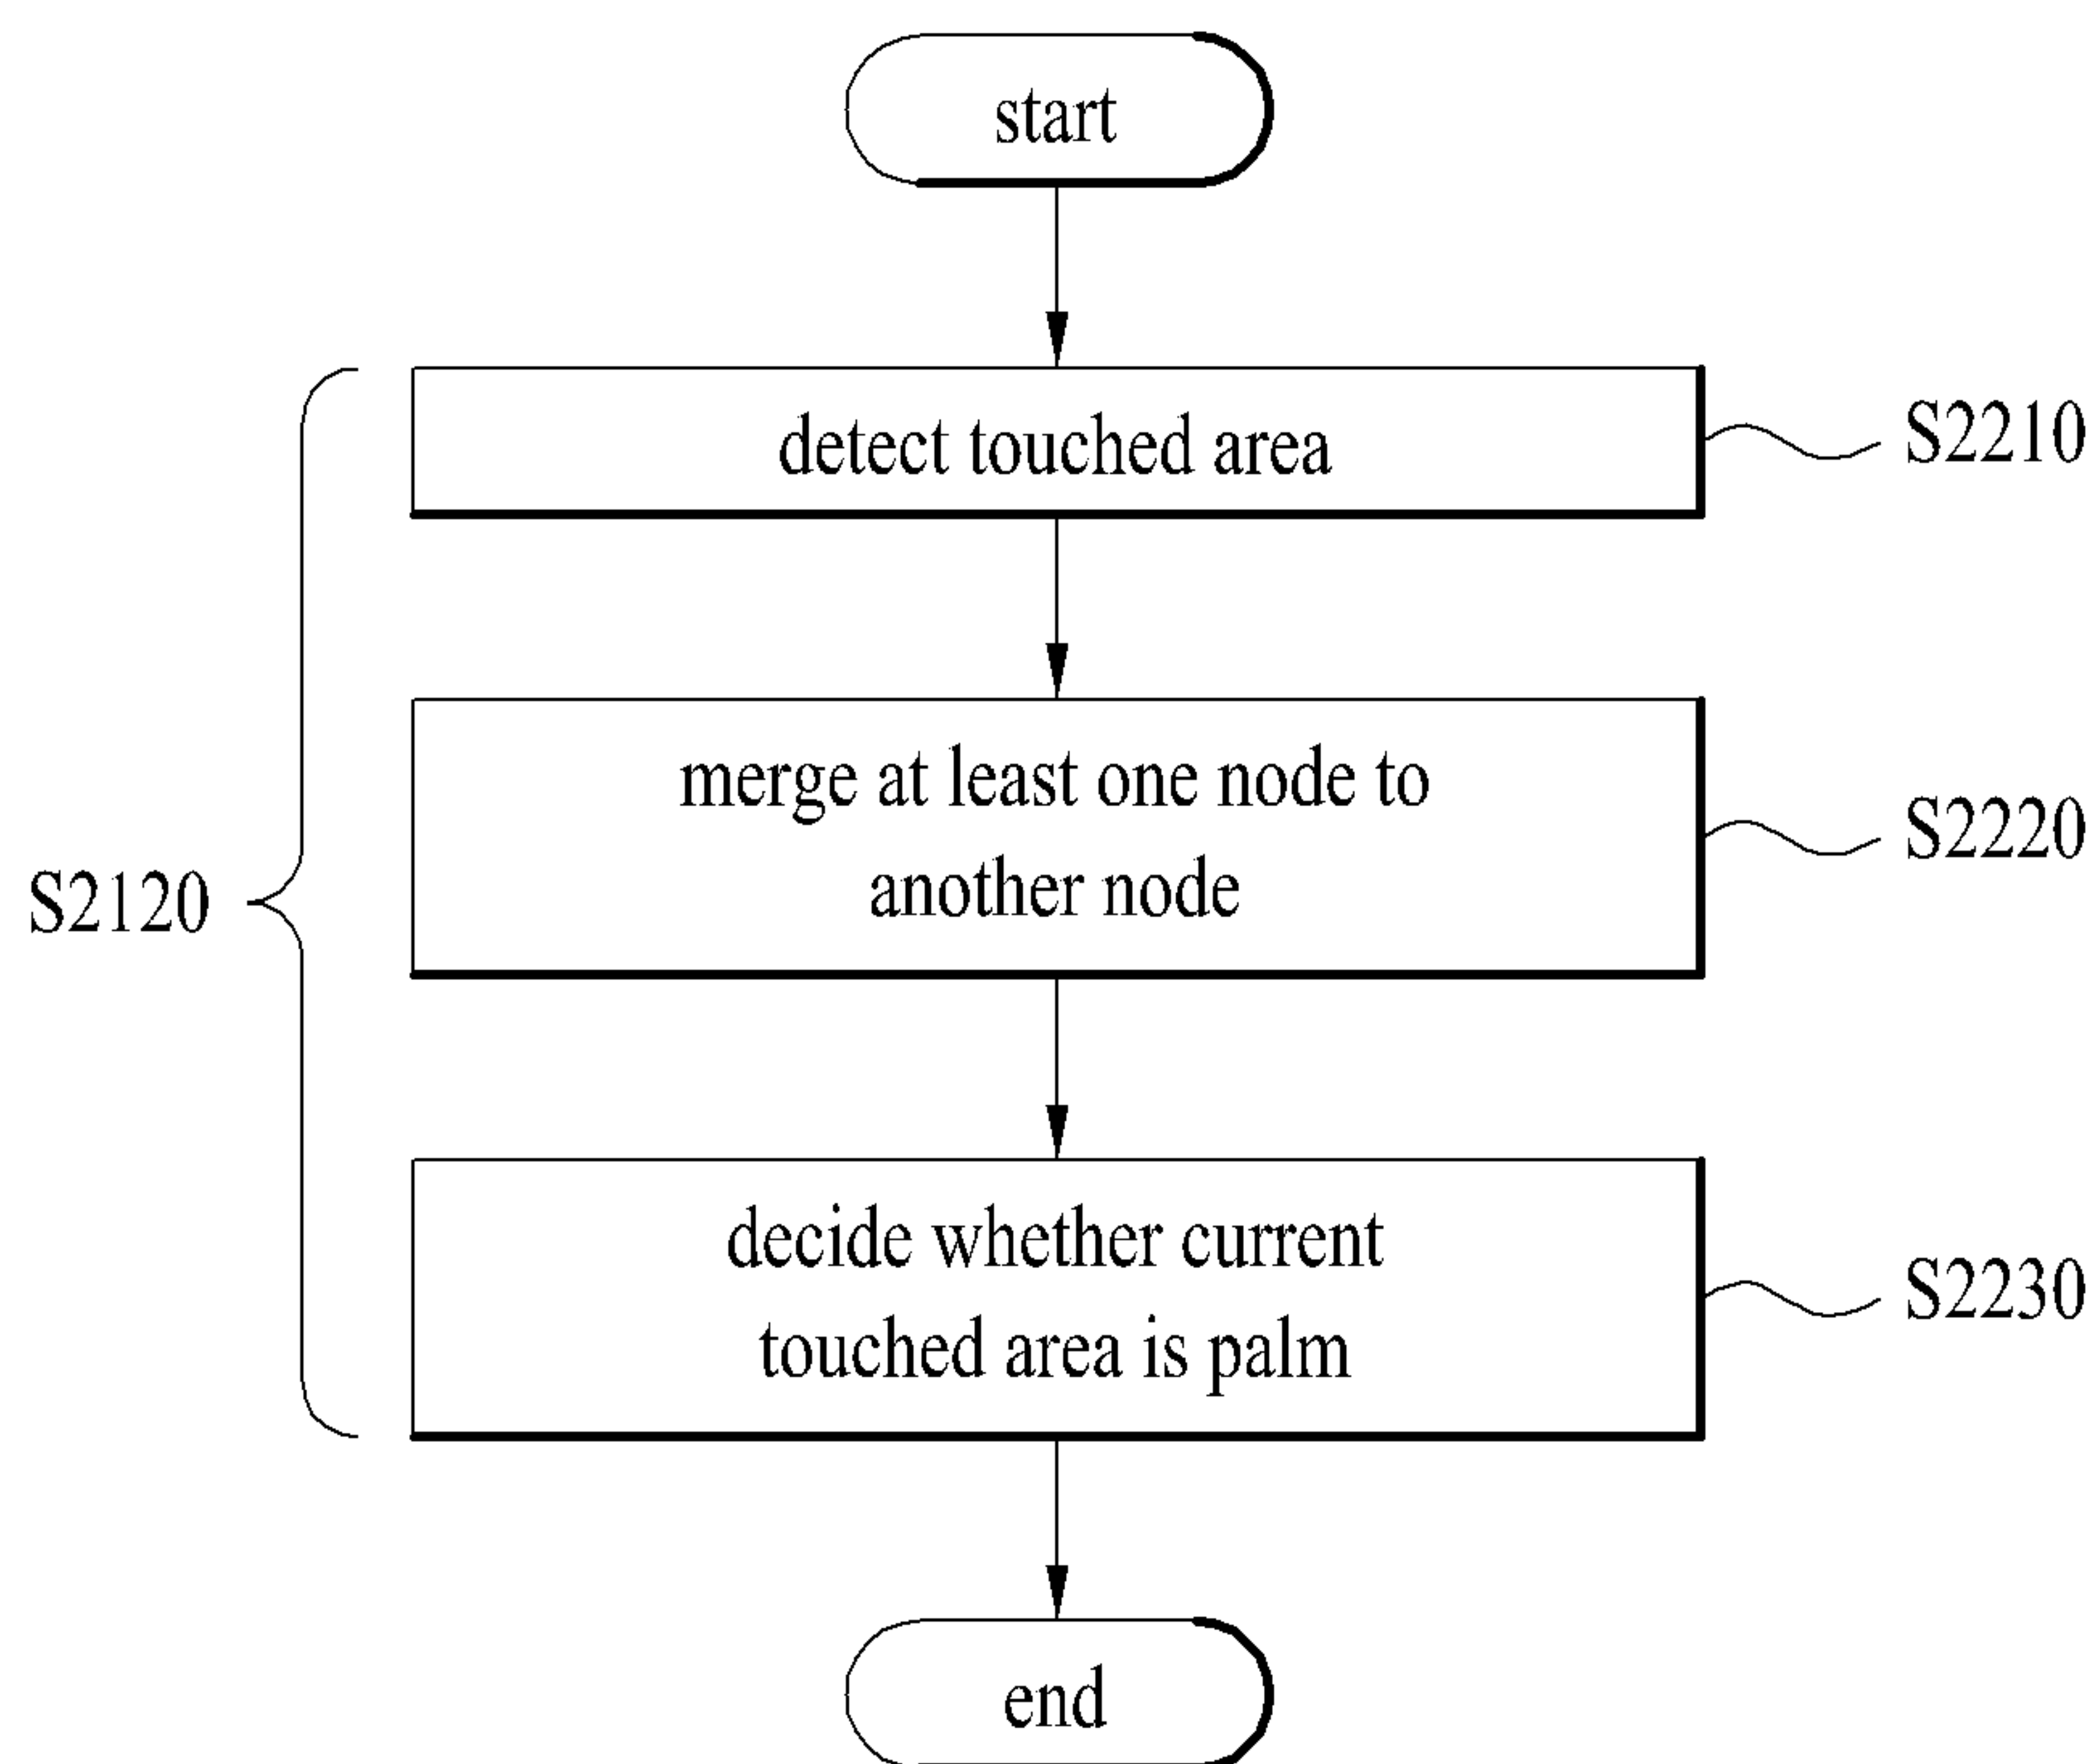 start
detect touched area
S2210
merge at least one node to
another node
S2220
S2120
decide whether current
touched area is palm
S2230
end